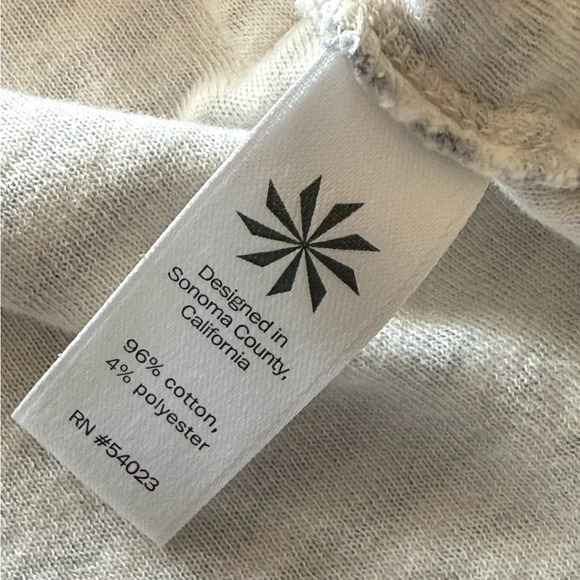 Designed in
Sonoma County,
California
96% cotton,
4% polyester
RN #54023